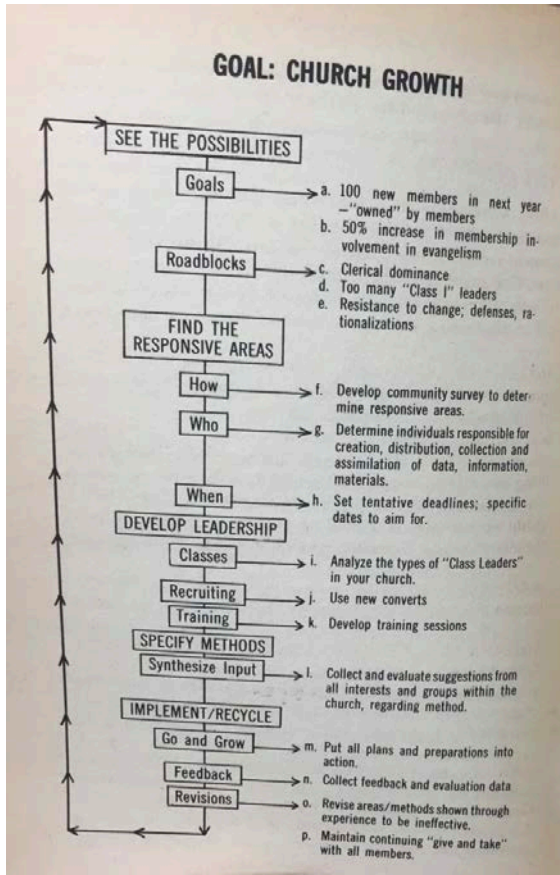 GOAL: CHURCH GROWTH
SEE THE POSSIBILITIES
Goals
a. 100 new members in next year
—"owned" by members
b. 50% increase in membership in-
volvement in evangelism
Roadblocks
c. Clerical dominance
d. Too many "Class I" leaders
e. Resistance to change; defenses, ra-
tionalizations
FIND THE
RESPONSIVE AREAS
How
f. Develop community survey to deter-
mine responsive areas.
Who
g. Determine individuals responsible for
creation, distribution, collection and
assimilation of data, information,
materials.
When
h. Set tentative deadlines; specific
dates to aim for.
DEVELOP LEADERSHIP
Classes
i. Analyze the types of "Class Leaders"
in your church.
Recruiting
j. Use new converts
Training
k. Develop training sessions
SPECIFY METHODS
Synthesize Input
l. Collect and evaluate suggestions from
all interests and groups within the
church, regarding method.
IMPLEMENT/RECYCLE
Go and Grow
m. Put all plans and preparations into
action.
Feedback
n. Collect feedback and evaluation data
Revisions
o. Revise areas/methods shown through
experience to be ineffective.
p. Maintain continuing "give and take"
with all members.